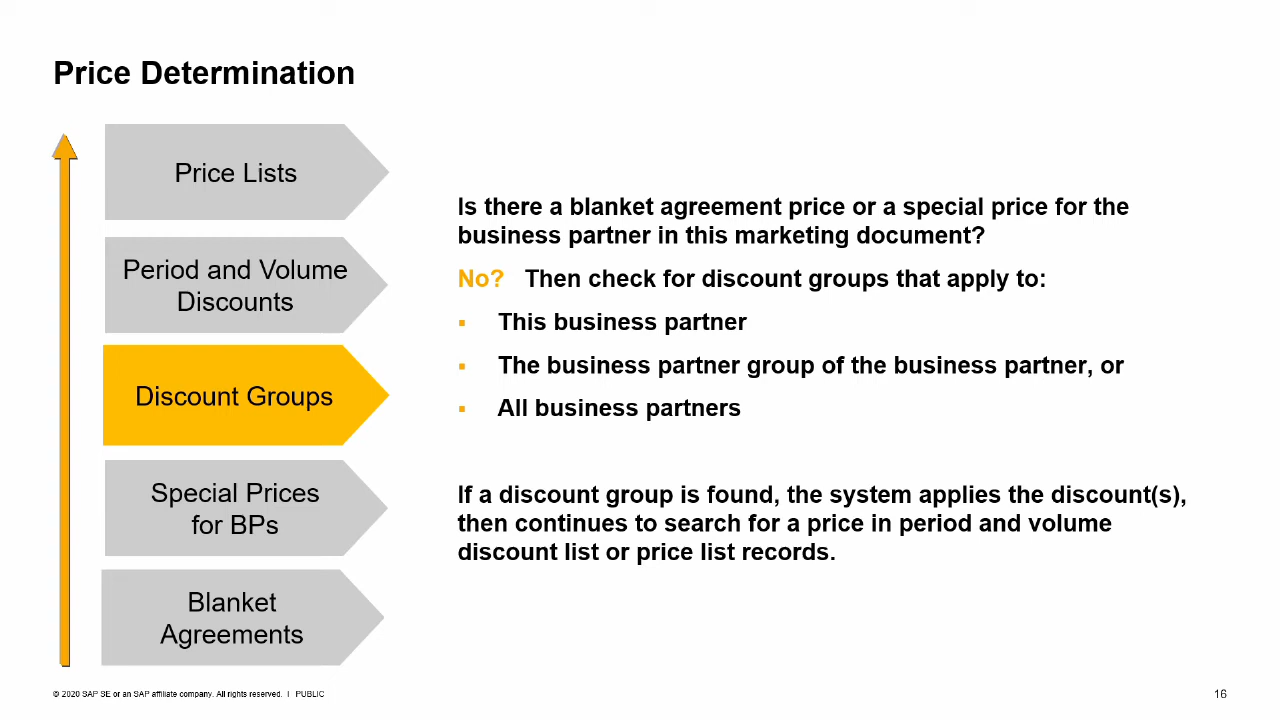 Price Determination
Price Lists
Period and Volume
Discounts
Discount Groups
Special Prices
for BPs
Blanket
Agreements
Is there a blanket agreement price or a special price for the
business partner in this marketing document?
No? Then check for discount groups that apply to:
▪ This business partner
▪ The business partner group of the business partner, or
▪ All business partners
If a discount group is found, the system applies the discount(s),
then continues to search for a price in period and volume
discount list or price list records.
© 2020 SAP SE or an SAP affiliate company. All rights reserved. I PUBLIC
16